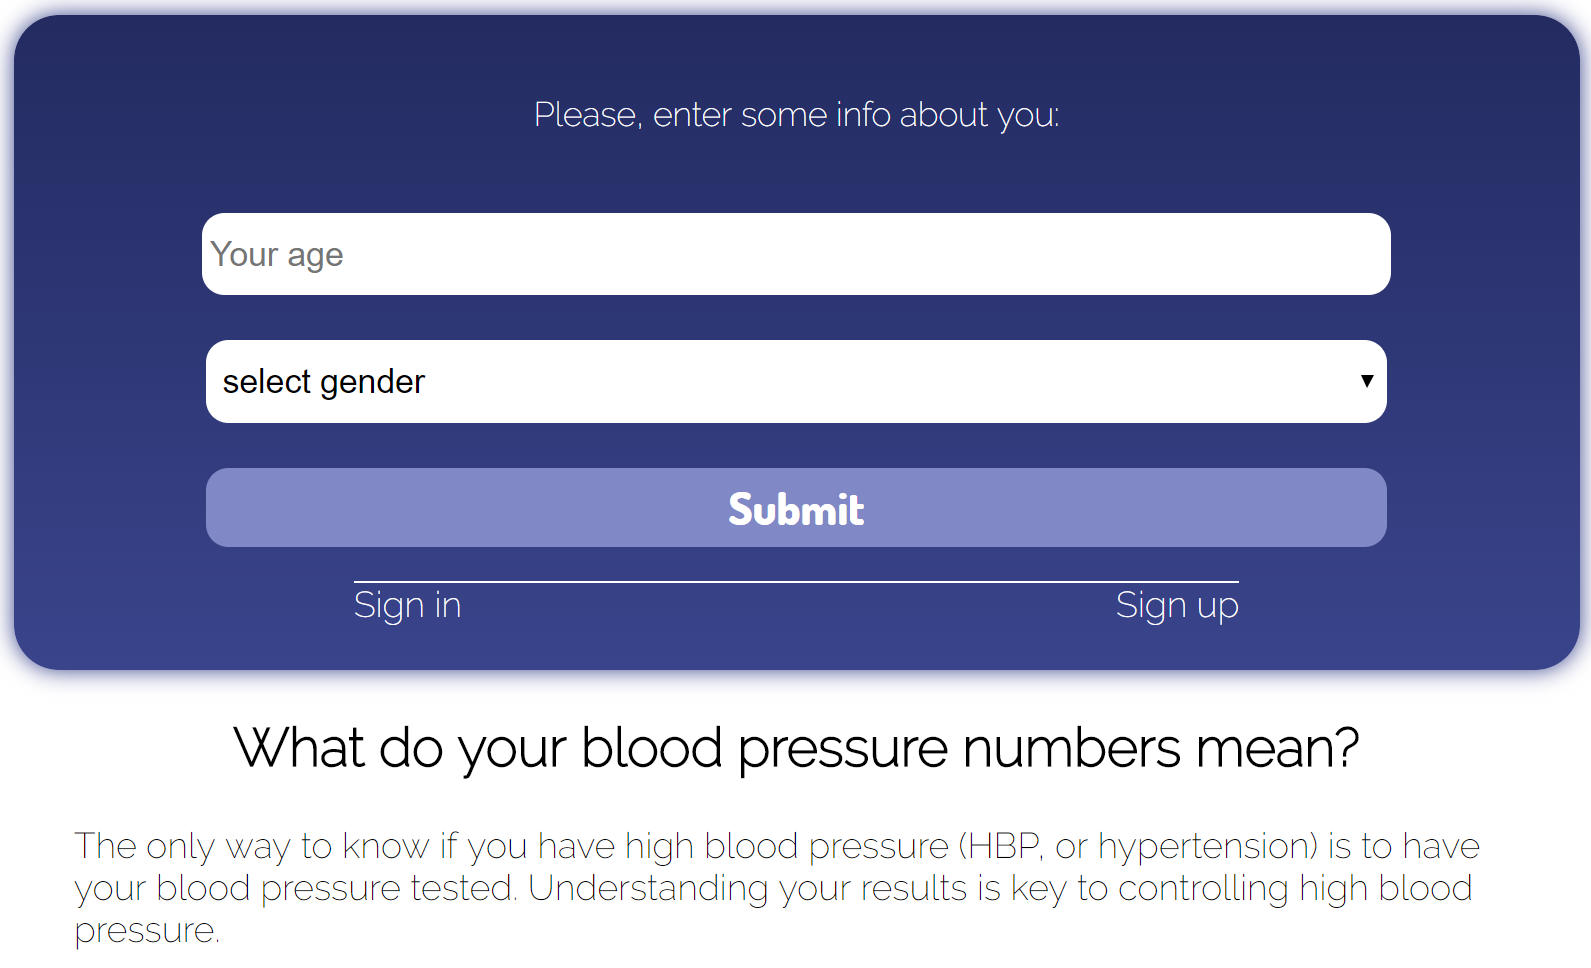 Please, enter some info about you:
Your age
select gender
Submit
Sign in
Sign up
What do your blood pressure numbers mean?
The only way to know if you have high blood pressure (HBP, or hypertension) is to have
your blood pressure tested. Understanding your results is key to controlling high blood
pressure.